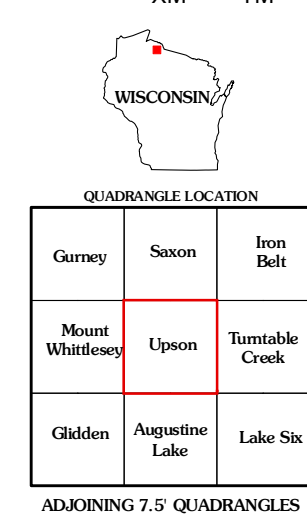 WISCONSIN
QUADRANGLE LOCATION
Gurney
Saxon
Iron
Belt
Mount
Whittlesey
Upson
Turntable
Creek
Glidden
Augustine
Lake
Lake Six
ADJOINING 7.5' QUADRANGLES